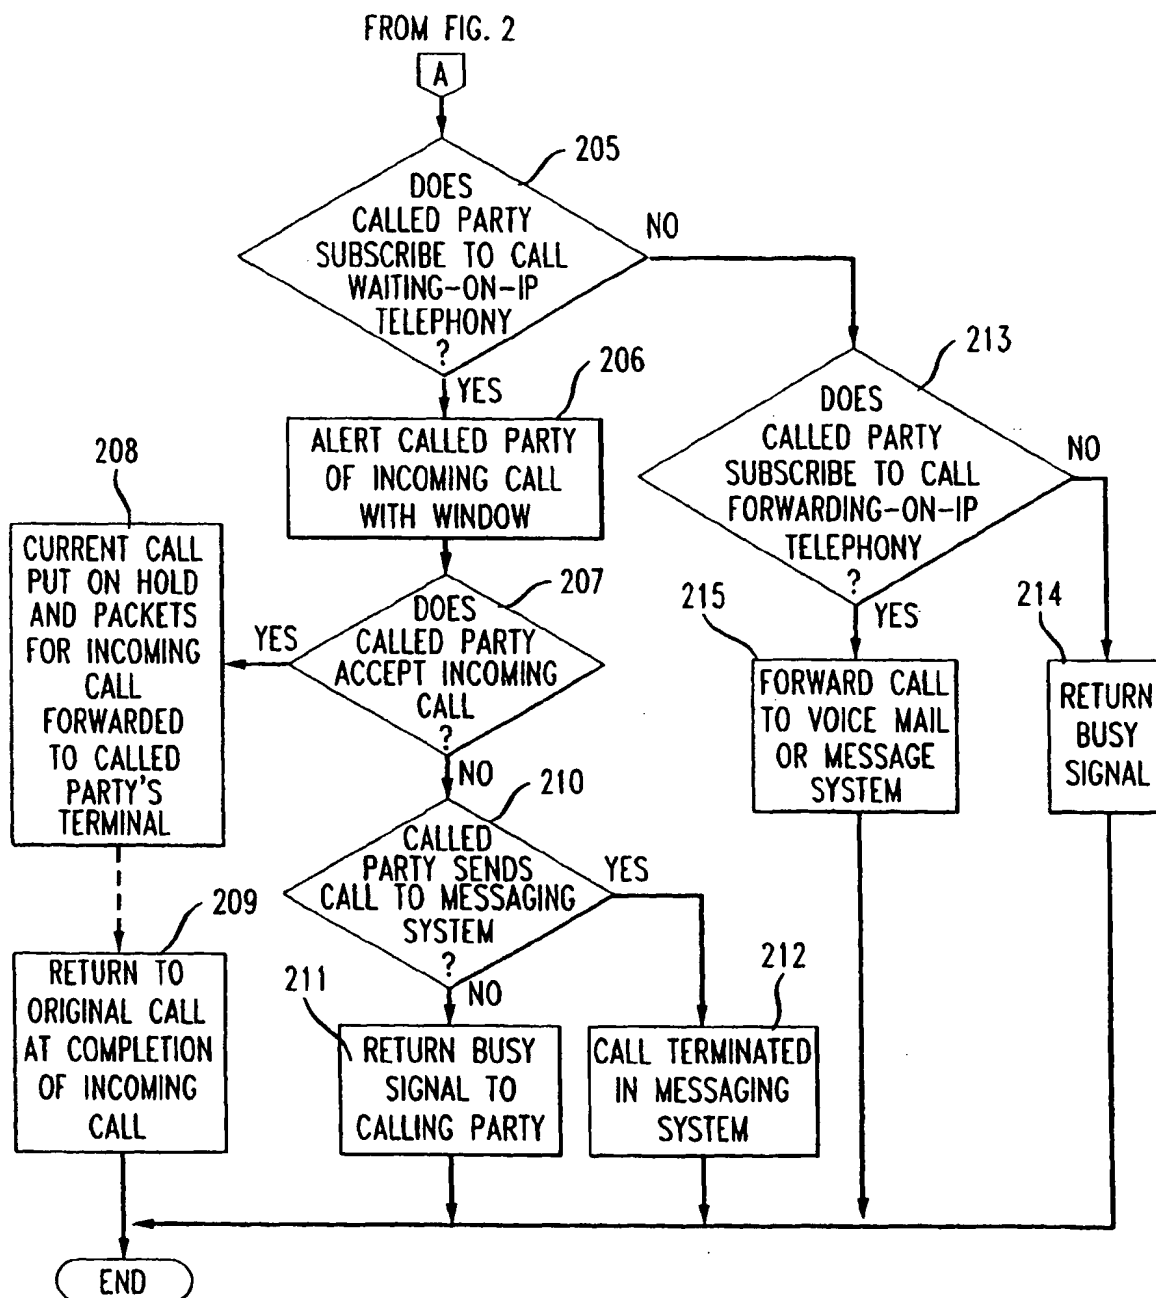 FROM FIG. 2
A
205
DOES
CALLED PARTY
SUBSCRIBE TO CALL
WAITING-ON-IP
TELEPHONY
?
NO
YES
206
ALERT CALLED PARTY
OF INCOMING CALL
WITH WINDOW
213
DOES
CALLED PARTY
SUBSCRIBE TO CALL
FORWARDING-ON-IP
TELEPHONY
?
NO
YES
208
CURRENT CALL
PUT ON HOLD
AND PACKETS
FOR INCOMING
CALL
FORWARDED
TO CALLED
PARTY'S
TERMINAL
207
DOES
CALLED PARTY
ACCEPT INCOMING
CALL
?
YES
NO
215
FORWARD CALL
TO VOICE MAIL
OR MESSAGE
SYSTEM
214
RETURN
BUSY
SIGNAL
210
CALLED
PARTY SENDS
CALL TO MESSAGING
SYSTEM
?
YES
NO
209
RETURN TO
ORIGINAL CALL
AT COMPLETION
OF INCOMING
CALL
211
RETURN BUSY
SIGNAL TO
CALLING PARTY
212
CALL TERMINATED
IN MESSAGING
SYSTEM
END